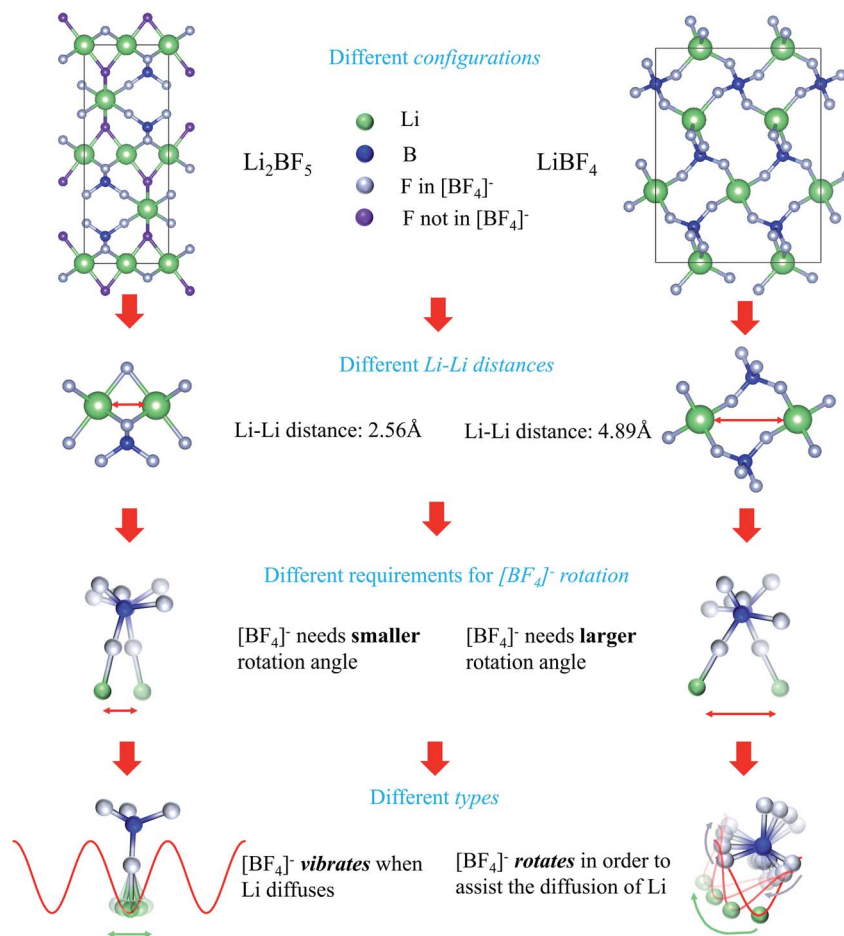 Different configurations
Li₂BF₅
Li
B
F in [BF₄]⁻
F not in [BF₄]⁻
LiBF₄
Different Li-Li distances
Li-Li distance: 2.56Å
Li-Li distance: 4.89Å
Different requirements for [BF₄]⁻ rotation
[BF₄]⁻ needs smaller
rotation angle
[BF₄]⁻ needs larger
rotation angle
Different types
[BF₄]⁻ vibrates when
Li diffuses
[BF₄]⁻ rotates in order to
assist the diffusion of Li